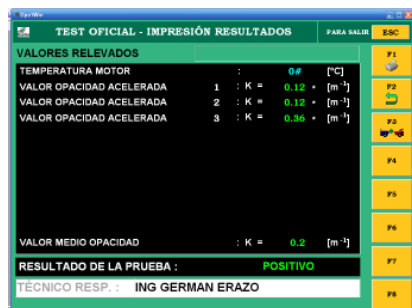 OpaWin
TEST OFICIAL - IMPRESIÓN RESULTADOS PARA SALIR ESC
VALORES RELEVADOS F1
TEMPERATURA MOTOR : 0# [°C]
VALOR OPACIDAD ACELERADA 1 : K = 0.12 * [m⁻¹] F2
VALOR OPACIDAD ACELERADA 2 : K = 0.12 * [m⁻¹]
VALOR OPACIDAD ACELERADA 3 : K = 0.36 * [m⁻¹] F3
F4
F5
F6
VALOR MEDIO OPACIDAD : K = 0.2 [m⁻¹]
RESULTADO DE LA PRUEBA : POSITIVO F7
TÉCNICO RESP. : ING GERMAN ERAZO F8